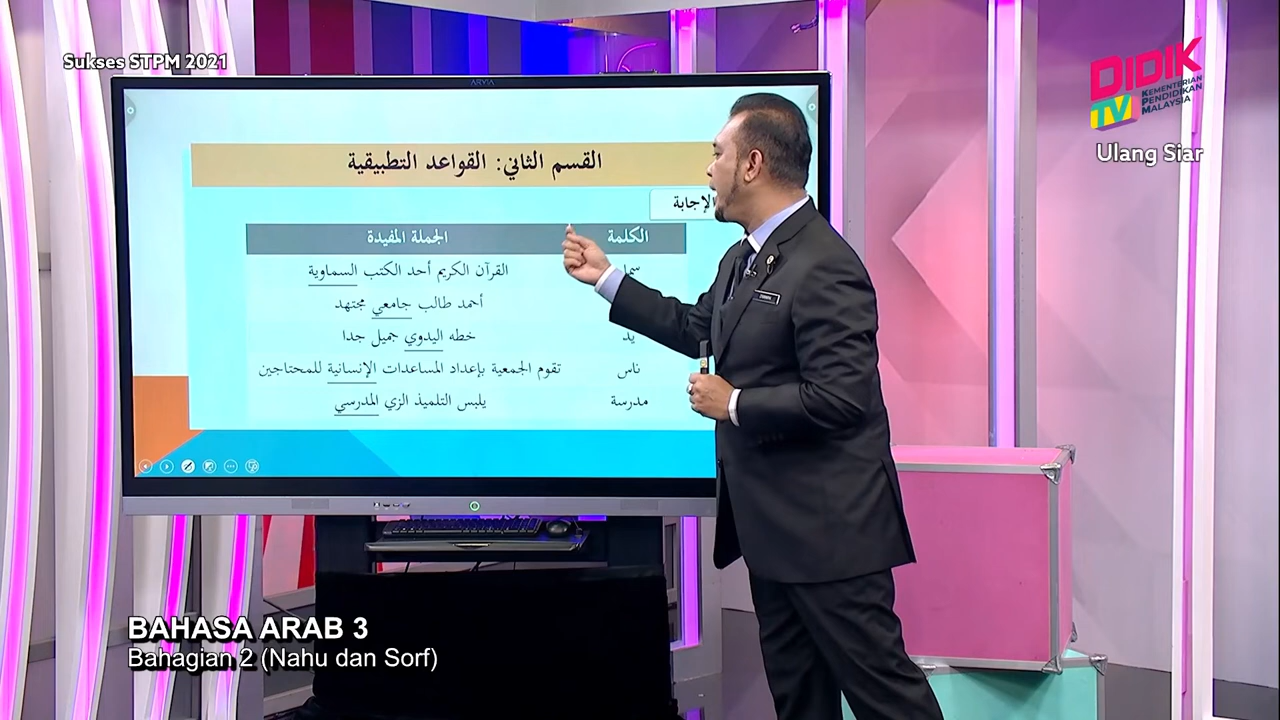 Sukses STPM 2021
DIDIK
TV
KEMENTERIAN
PENDIDIKAN
MALAYSIA
Ulang Siar
القسم الثاني: القواعد التطبيقية
الإجابة
الكلمة الجملة المفيدة
القرآن الكريم أحد الكتب السماوية
أحمد طالب جامعي مجتهد
يد خطه اليدوي جميل جدا
ناس تقوم الجمعية بإعداد المساعدات الإنسانية للمحتاجين
مدرسة يلبس التلميذ الزي المدرسي
BAHASA ARAB 3
Bahagian 2 (Nahu dan Sorf)